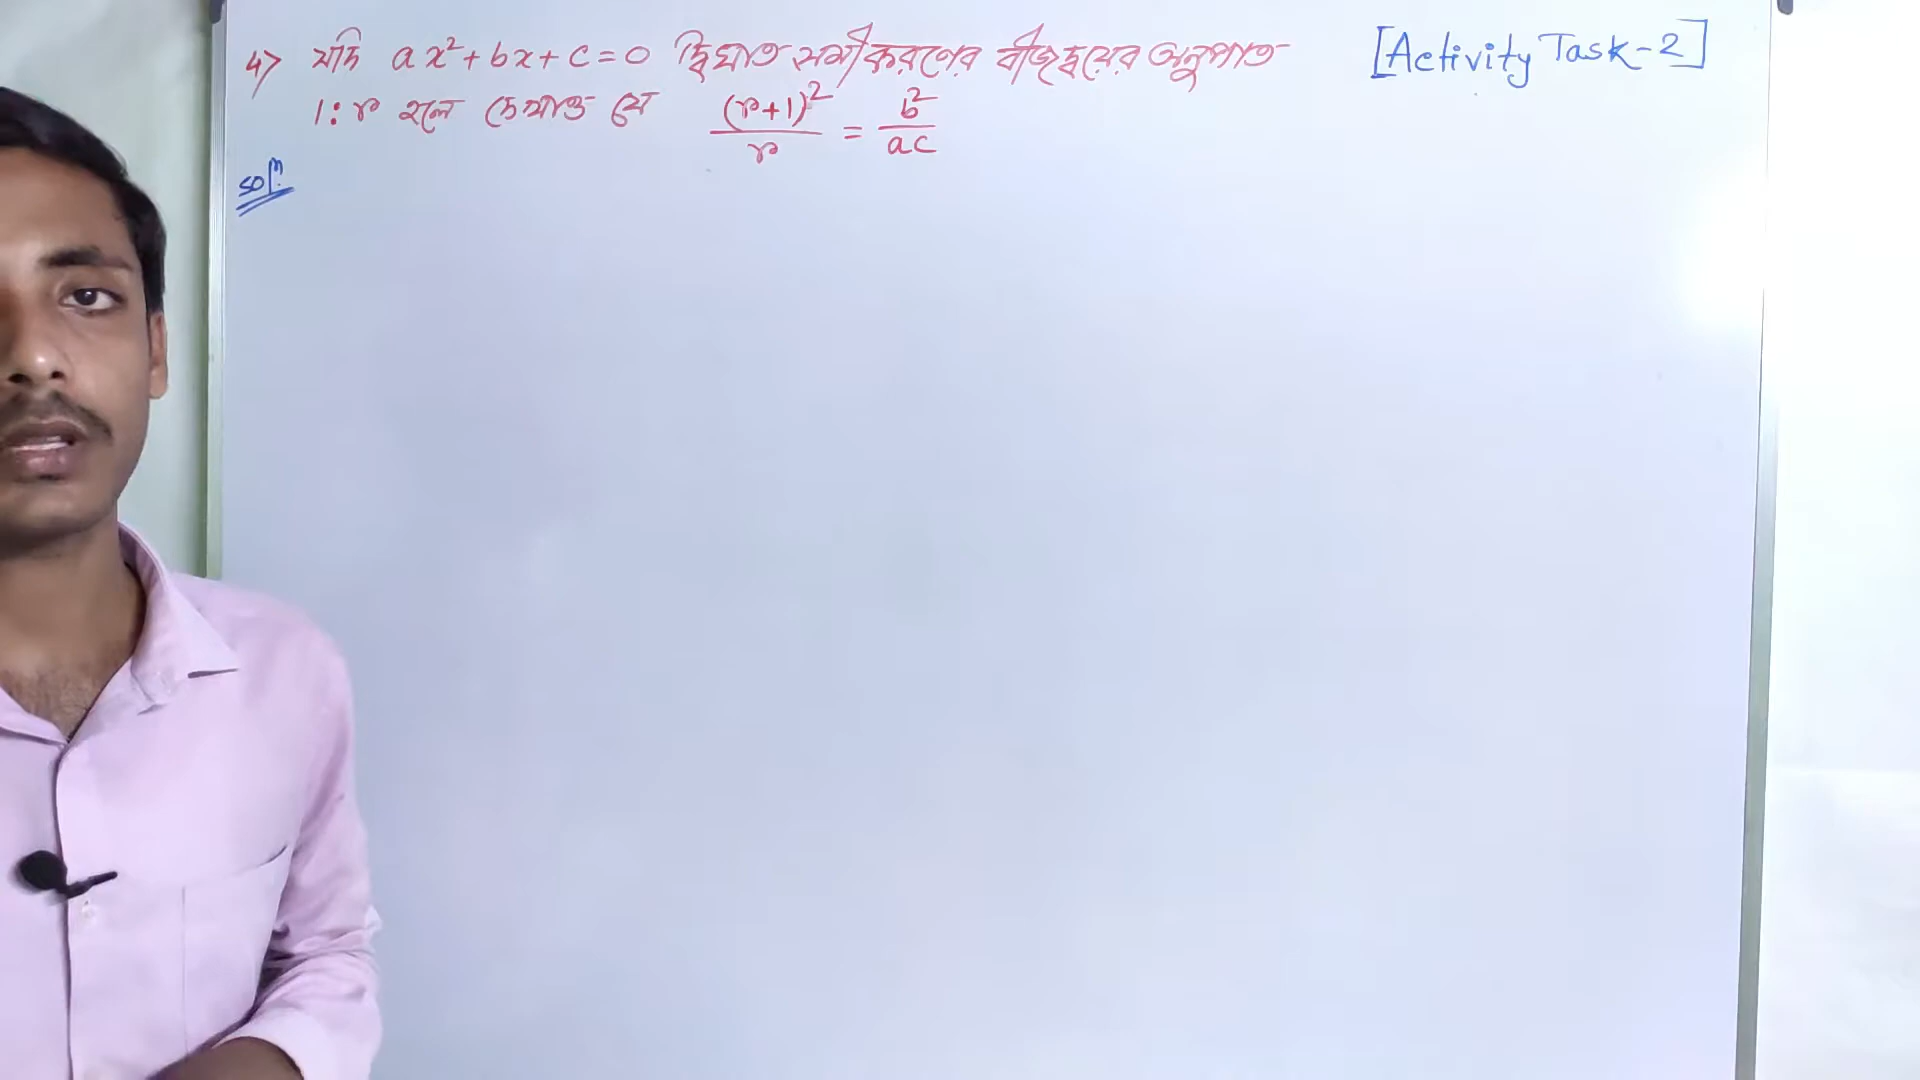 4> যদি ax²+bx+c=0 দ্বিঘাত সমীকরণের বীজদ্বয়ের অনুপাত [Activity Task-2]
1:r হলে দেখাও যে (r+1)²/r = b²/ac
solⁿ.